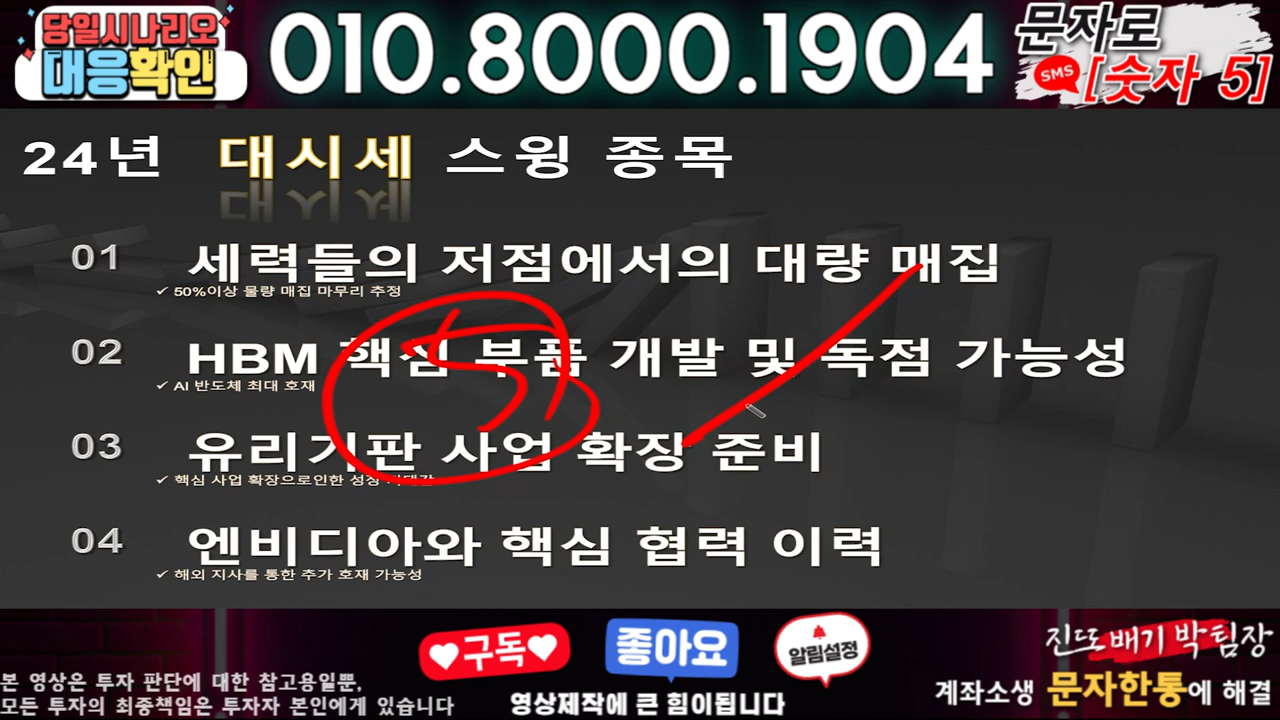 당일시나리오
대응확인
010.8000.1904
문자로
SMS [숫자 5]
24년 대시세 스윙 종목
01 세력들의 저점에서의 대량 매집
✓ 50%이상 물량 매집 마무리 추정
02 HBM 핵심 부품 개발 및 독점 가능성
✓ AI 반도체 최대 호재
03 유리기판 사업 확장 준비
✓ 핵심 사업 확장으로인한 성장 기대감
04 엔비디아와 핵심 협력 이력
✓ 해외 지사를 통한 추가 호재 가능성
5
구독
좋아요
알림설정
영상제작에 큰 힘이됩니다
본 영상은 투자 판단에 대한 참고용일뿐,
모든 투자의 최종책임은 투자자 본인에게 있습니다
진또배기 박팀장
계좌소생 문자한통에 해결